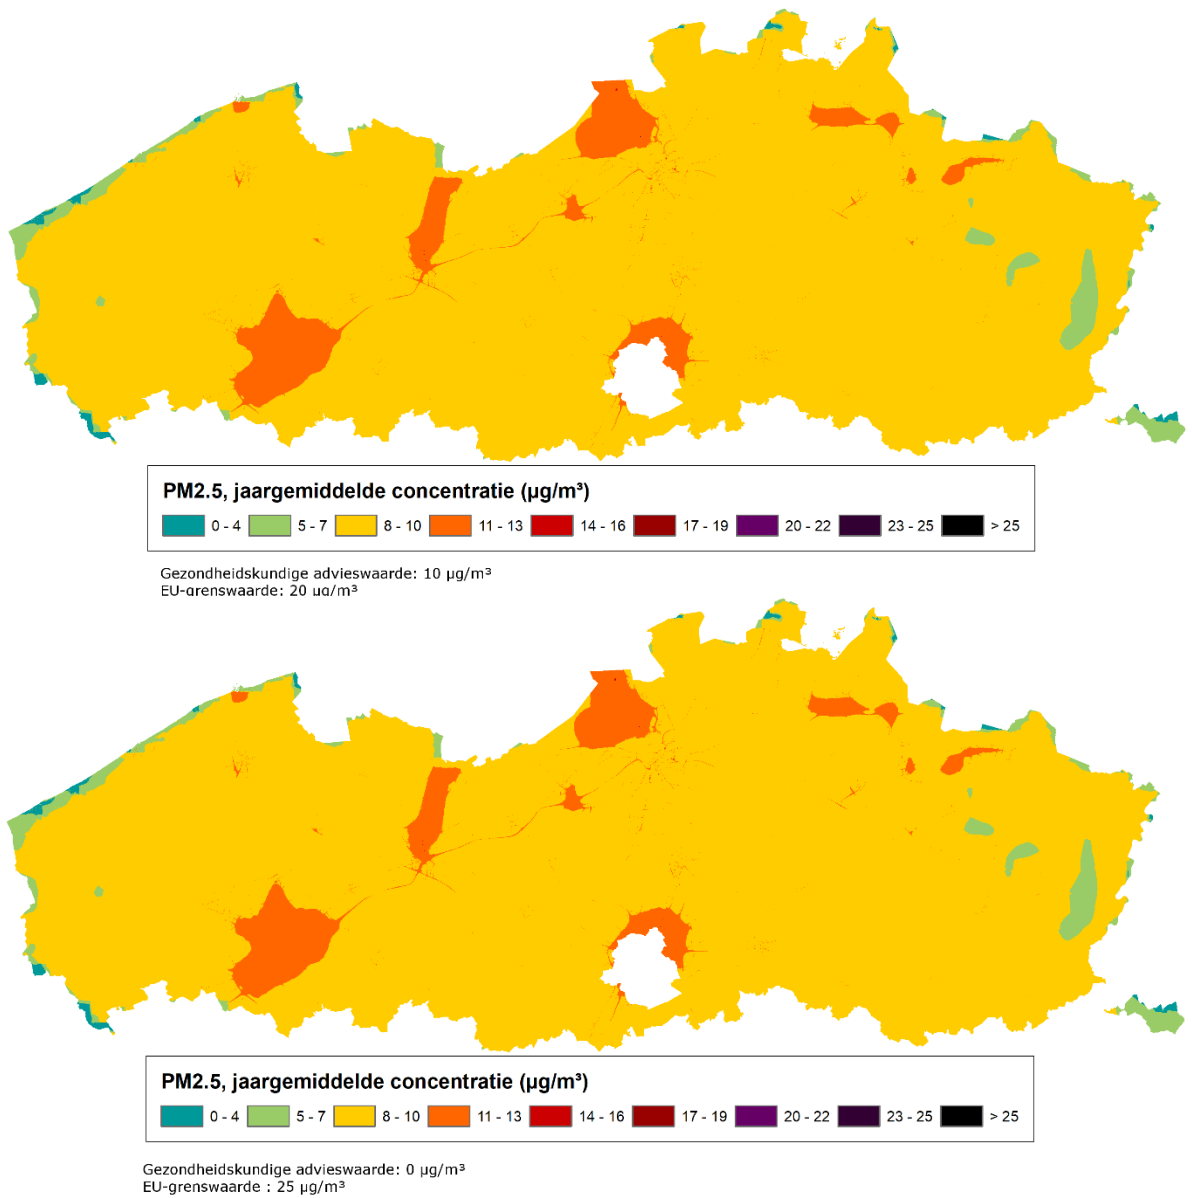 PM2.5, jaargemiddelde concentratie (µg/m³)
0 - 4 5 - 7 8 - 10 11 - 13 14 - 16 17 - 19 20 - 22 23 - 25 > 25
Gezondheidskundige advieswaarde: 10 µg/m³
EU-grenswaarde: 20 µg/m³
PM2.5, jaargemiddelde concentratie (µg/m³)
0 - 4 5 - 7 8 - 10 11 - 13 14 - 16 17 - 19 20 - 22 23 - 25 > 25
Gezondheidskundige advieswaarde: 0 µg/m³
EU-grenswaarde : 25 µg/m³